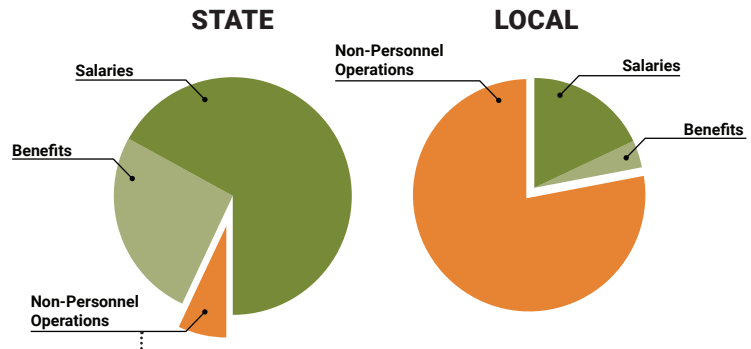 STATE
Salaries
Benefits
Non-Personnel
Operations
LOCAL
Non-Personnel
Operations
Salaries
Benefits